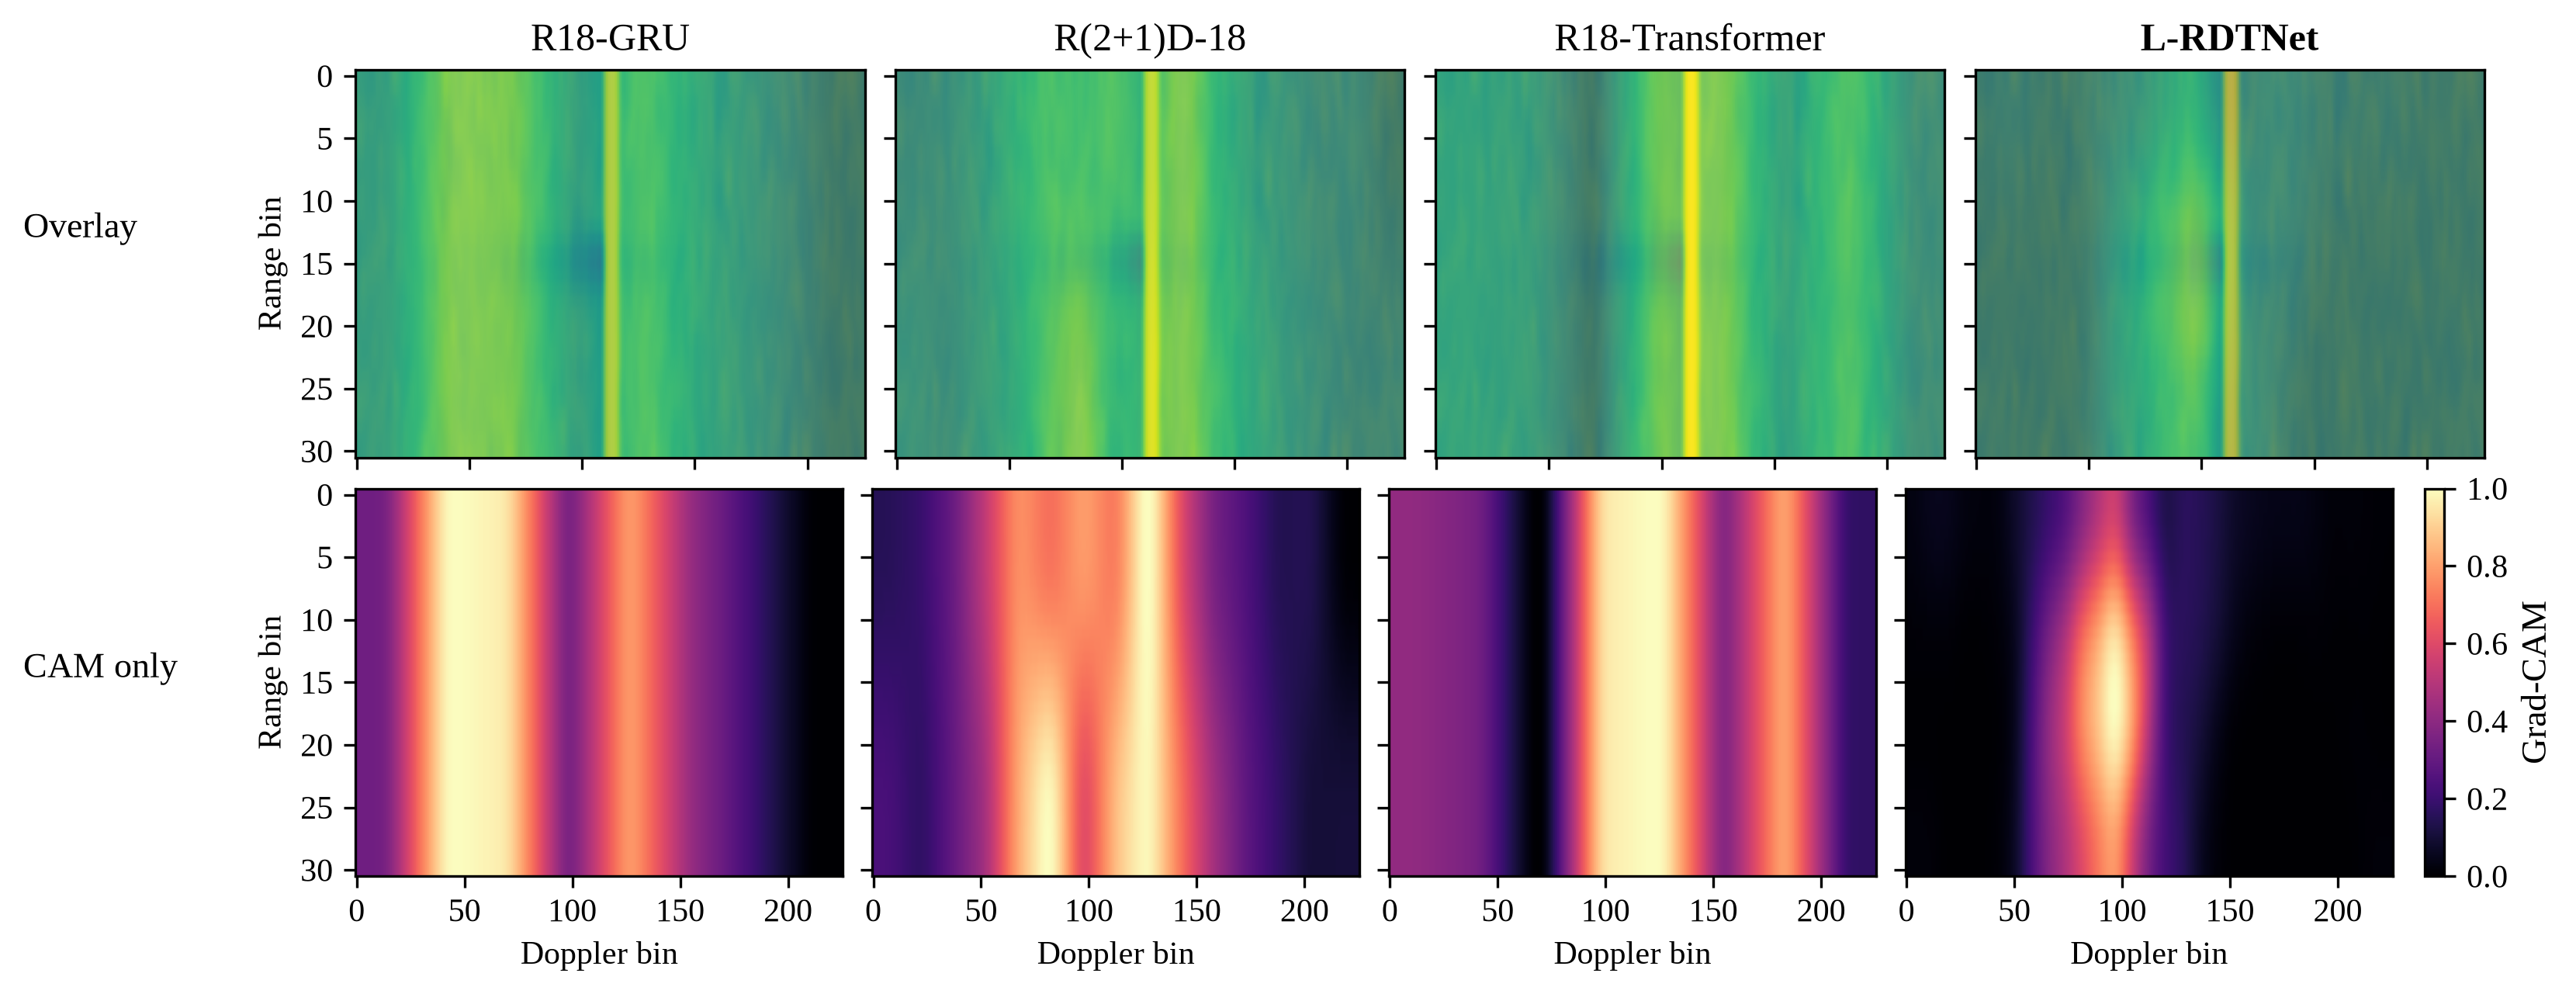 R18-GRU
R(2+1)D-18
R18-Transformer
L-RDTNet
Overlay
Range bin
0
5
10
15
20
25
30
CAM only
Range bin
0
5
10
15
20
25
30
0 50 100 150 200
Doppler bin
0 50 100 150 200
Doppler bin
0 50 100 150 200
Doppler bin
0 50 100 150 200
Doppler bin
1.0
0.8
0.6
0.4
0.2
0.0
Grad-CAM